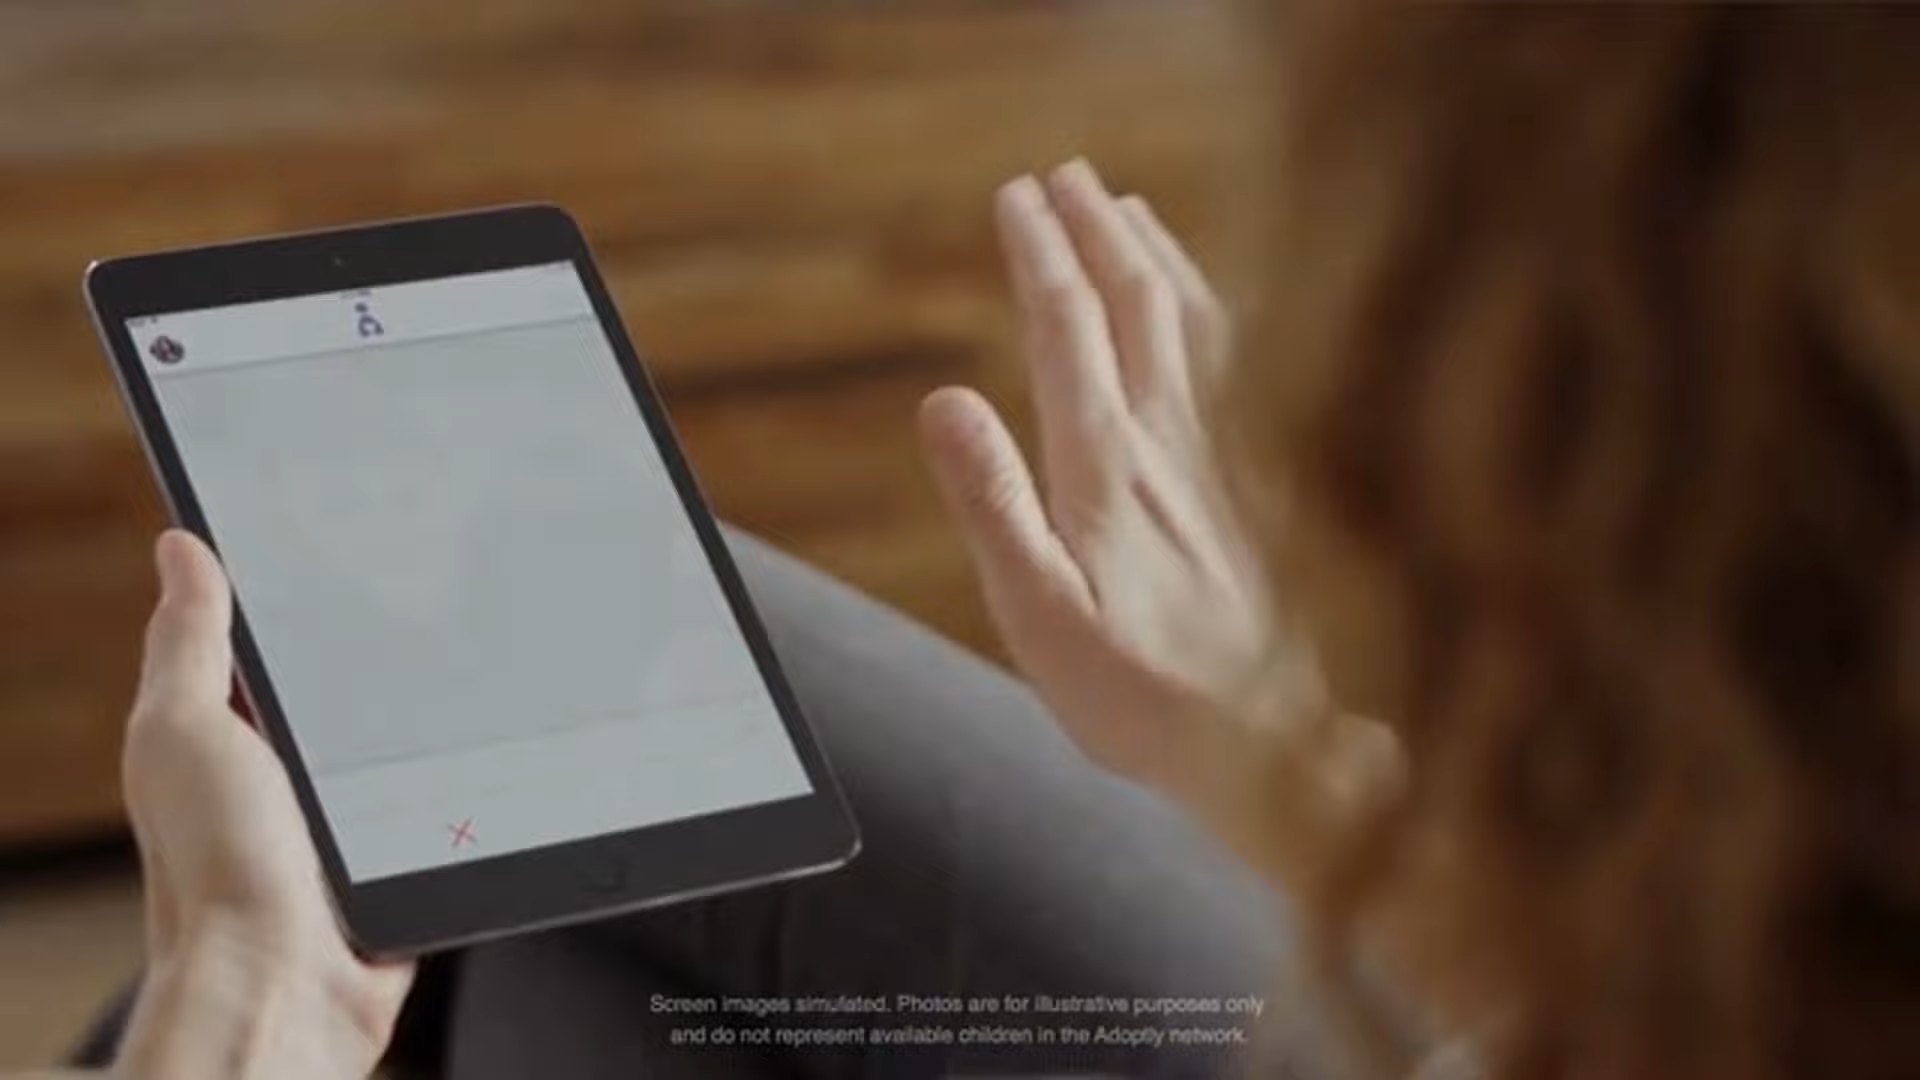 Screen images simulated. Photos are for illustrative purposes only
and do not represent available children in the Adoptly network.